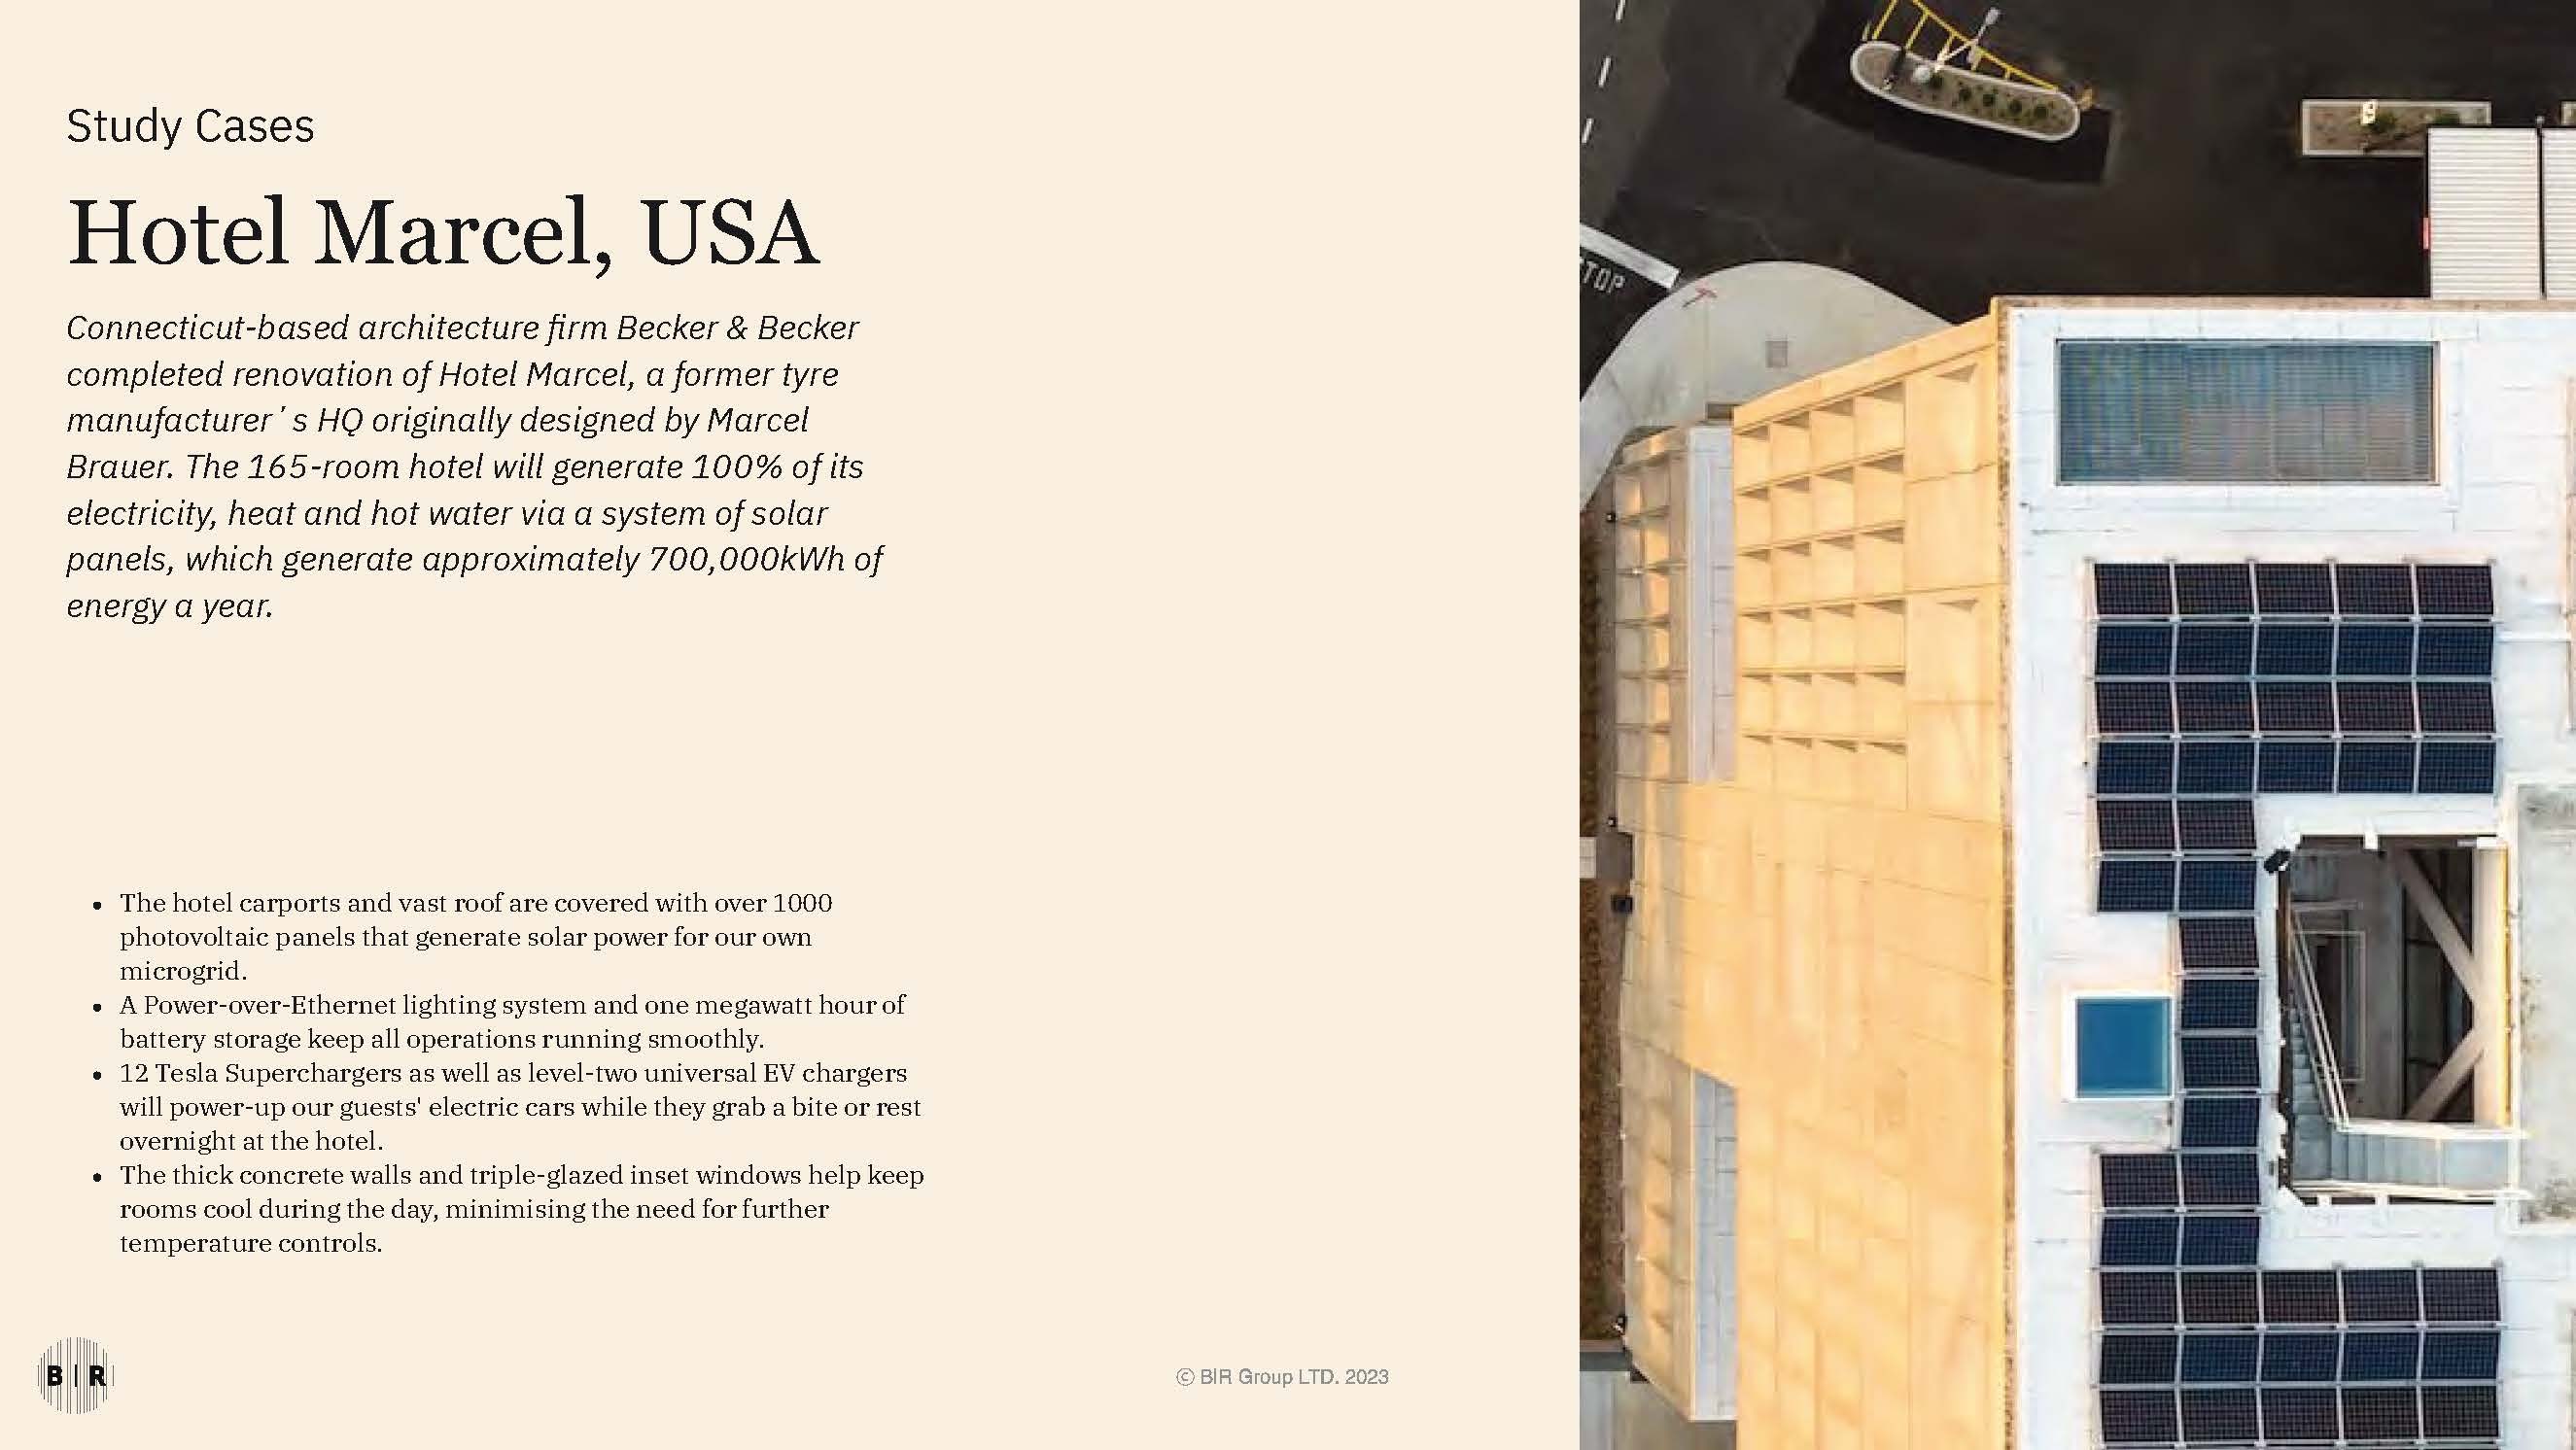 Study Cases
Hotel Marcel, USA
Connecticut-based architecture firm Becker & Becker
completed renovation of Hotel Marcel, a former tyre
manufacturer ’ s HQ originally designed by Marcel
Brauer. The 165-room hotel will generate 100% of its
electricity, heat and hot water via a system of solar
panels, which generate approximately 700,000kWh of
energy a year.
• The hotel carports and vast roof are covered with over 1000
photovoltaic panels that generate solar power for our own
microgrid.
• A Power-over-Ethernet lighting system and one megawatt hour of
battery storage keep all operations running smoothly.
• 12 Tesla Superchargers as well as level-two universal EV chargers
will power-up our guests' electric cars while they grab a bite or rest
overnight at the hotel.
• The thick concrete walls and triple-glazed inset windows help keep
rooms cool during the day, minimising the need for further
temperature controls.
B I R
© BIR Group LTD. 2023
TOP